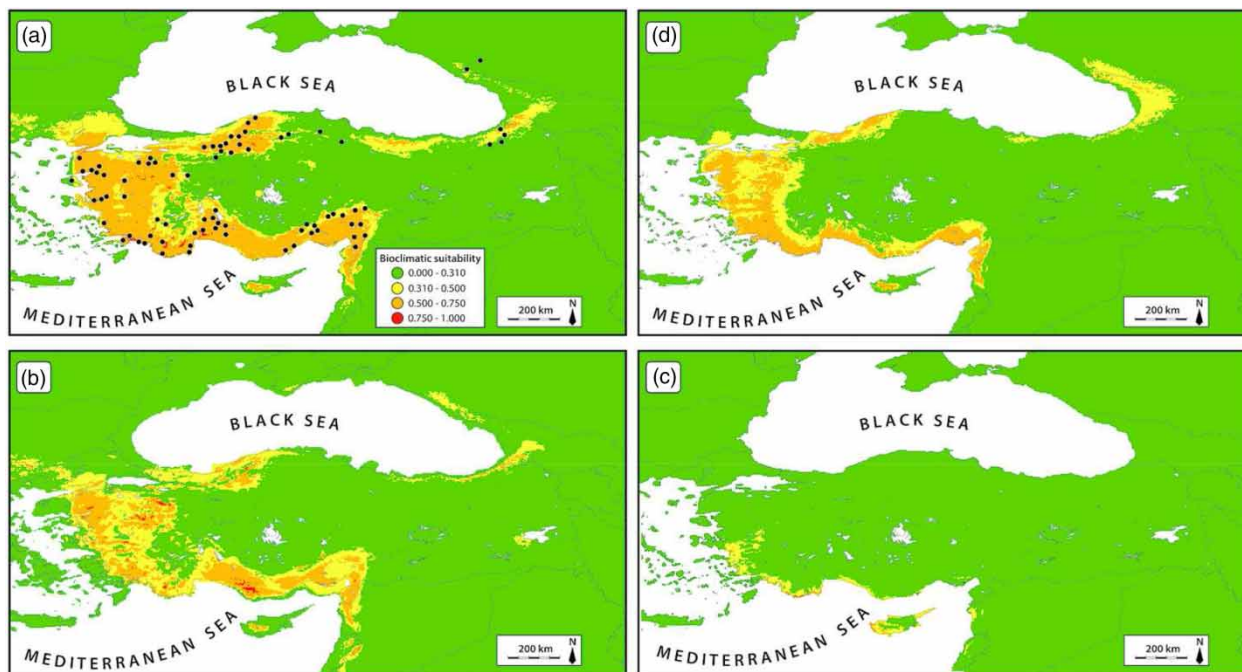 (a)
BLACK SEA
MEDITERRANEAN SEA
Bioclimatic suitability
0.000 - 0.310
0.310 - 0.500
0.500 - 0.750
0.750 - 1.000
200 km
N
(d)
BLACK SEA
MEDITERRANEAN SEA
200 km
N
(b)
BLACK SEA
MEDITERRANEAN SEA
200 km
N
(c)
BLACK SEA
MEDITERRANEAN SEA
200 km
N